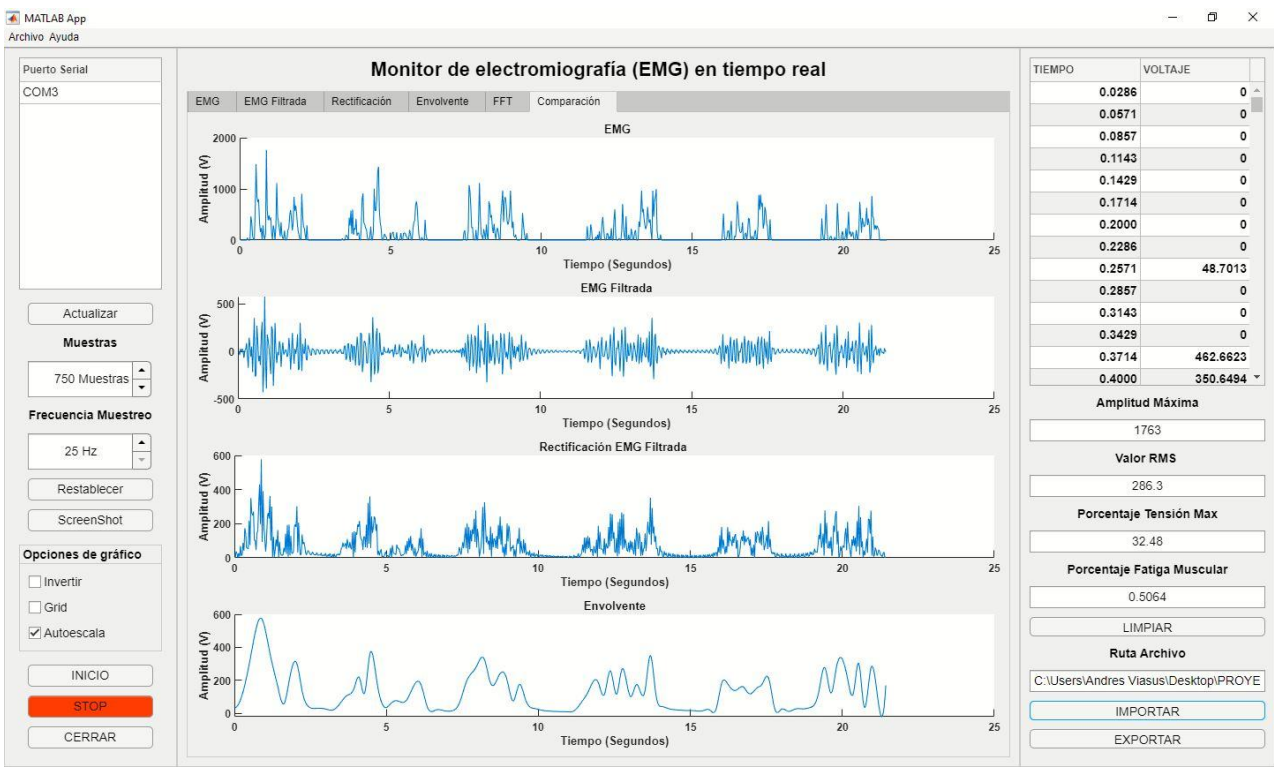 MATLAB App
Archivo Ayuda
Puerto Serial
COM3
Actualizar
Muestras
750 Muestras
Frecuencia Muestreo
25 Hz
Restablecer
ScreenShot
Opciones de gráfico
Invertir
Grid
Autoescala
INICIO
STOP
CERRAR
Monitor de electromiografía (EMG) en tiempo real
EMG EMG Filtrada Rectificación Envolvente FFT Comparación
EMG
Amplitud (V)
2000
1000
0
0 5 10 15 20 25
Tiempo (Segundos)
EMG Filtrada
Amplitud (V)
500
0
-500
0 5 10 15 20 25
Tiempo (Segundos)
Rectificación EMG Filtrada
Amplitud (V)
600
400
200
0
0 5 10 15 20 25
Tiempo (Segundos)
Envolvente
Amplitud (V)
600
400
200
0
0 5 10 15 20 25
Tiempo (Segundos)
TIEMPO VOLTAJE
0.0286 0
0.0571 0
0.0857 0
0.1143 0
0.1429 0
0.1714 0
0.2000 0
0.2286 0
0.2571 48.7013
0.2857 0
0.3143 0
0.3429 0
0.3714 462.6623
0.4000 350.6494
Amplitud Máxima
1763
Valor RMS
286.3
Porcentaje Tensión Max
32.48
Porcentaje Fatiga Muscular
0.5064
LIMPIAR
Ruta Archivo
C:\Users\Andres Viasus\Desktop\PROYE
IMPORTAR
EXPORTAR